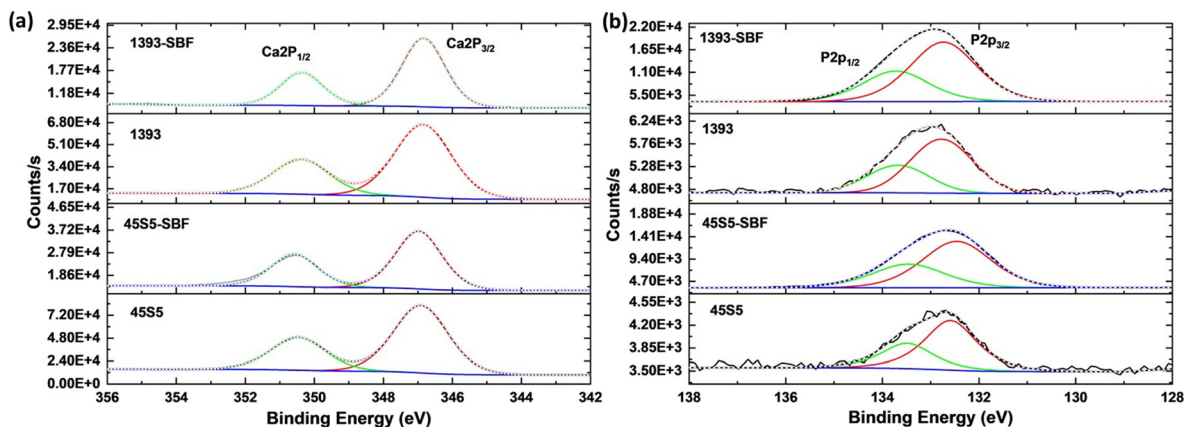 (a)
Counts/s
2.95E+4
2.36E+4
1.77E+4
1.18E+4
1393-SBF
Ca2P1/2
Ca2P3/2
6.80E+4
5.10E+4
3.40E+4
1.70E+4
1393
4.65E+4
3.72E+4
2.79E+4
1.86E+4
45S5-SBF
7.20E+4
4.80E+4
2.40E+4
0.00E+4
45S5
356 354 352 350 348 346 344 342
Binding Energy (eV)
(b)
Counts/s
2.20E+4
1.65E+4
1.10E+4
5.50E+3
1393-SBF
P2p1/2
P2p3/2
6.24E+3
5.76E+3
5.28E+3
4.80E+3
1393
1.88E+4
1.41E+4
9.40E+3
4.70E+3
45S5-SBF
4.55E+3
4.20E+3
3.85E+3
3.50E+3
45S5
138 136 134 132 130 128 126
Binding Energy (eV)